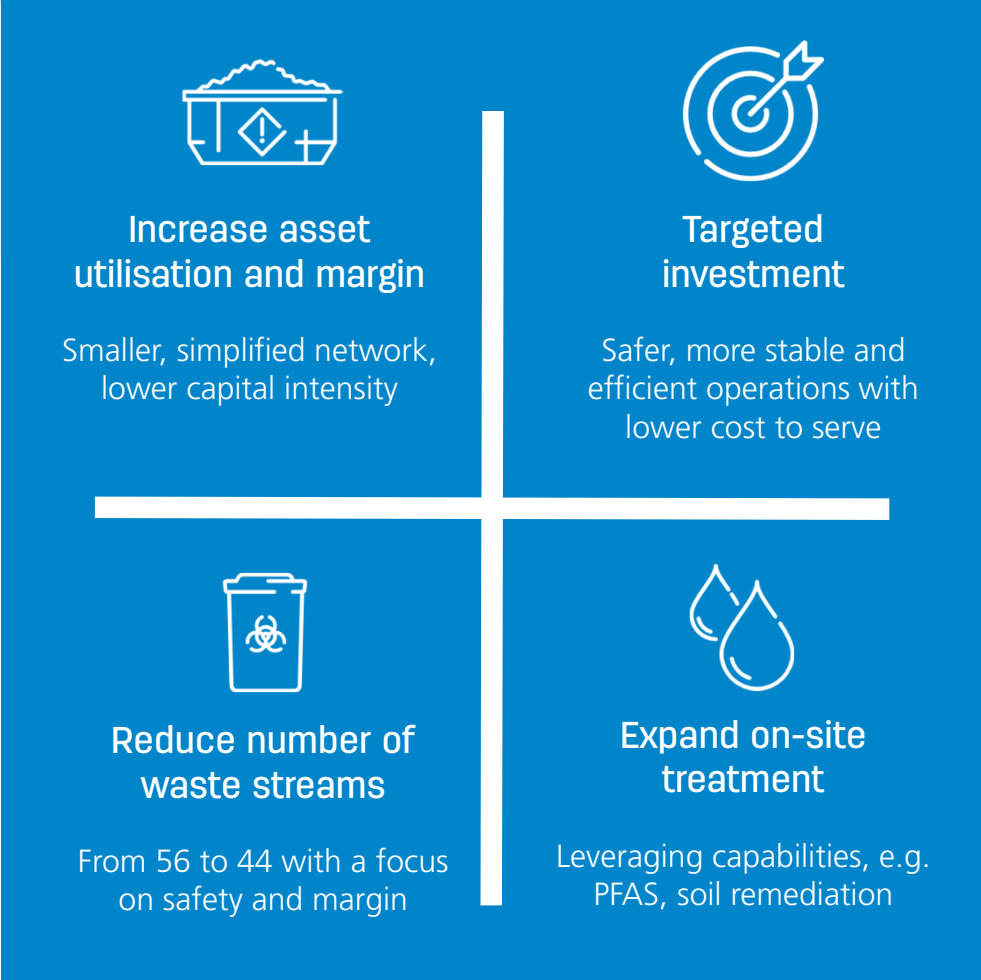 Increase asset
utilisation and margin
Smaller, simplified network,
lower capital intensity
Targeted
investment
Safer, more stable and
efficient operations with
lower cost to serve
Reduce number of
waste streams
From 56 to 44 with a focus
on safety and margin
Expand on-site
treatment
Leveraging capabilities, e.g.
PFAS, soil remediation